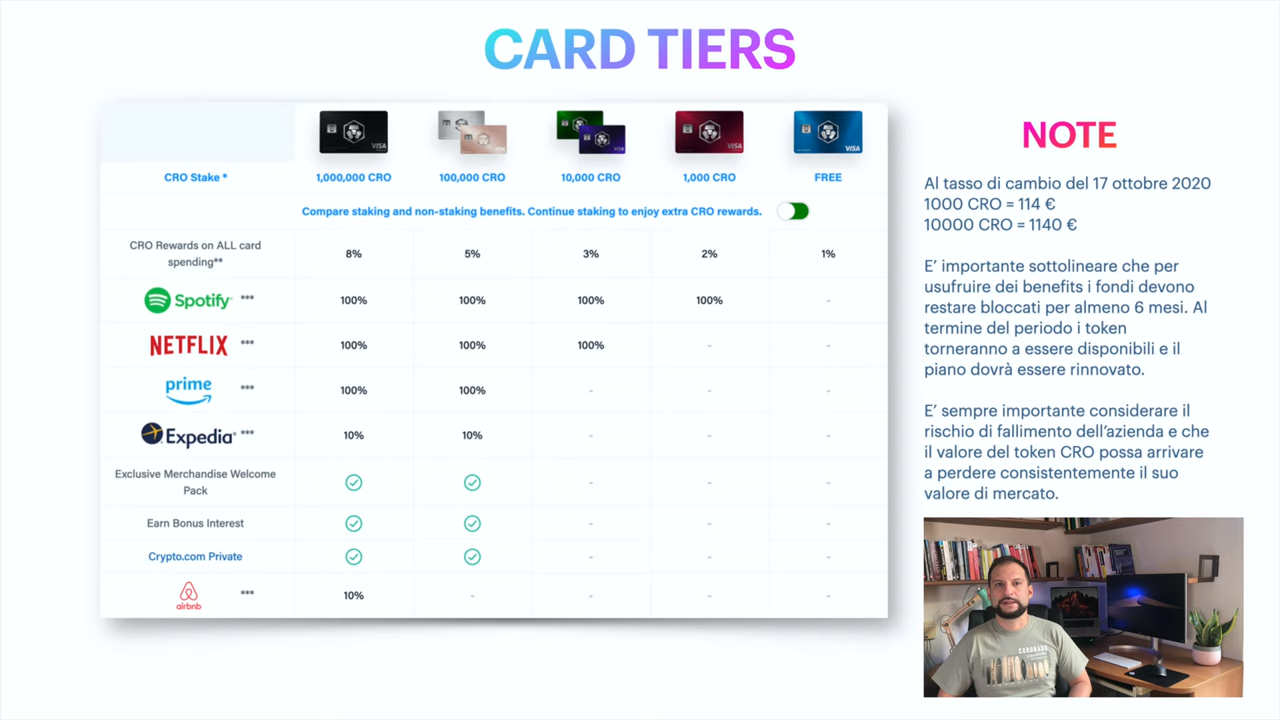 CARD TIERS
VISA
VISA
VISA
VISA
VISA
CRO Stake *
1,000,000 CRO
100,000 CRO
10,000 CRO
1,000 CRO
FREE
Compare staking and non-staking benefits. Continue staking to enjoy extra CRO rewards.
CRO Rewards on ALL card
spending**
8%
5%
3%
2%
1%
Spotify ***
100%
100%
100%
100%
-
NETFLIX ***
100%
100%
100%
-
-
prime ***
100%
100%
-
-
-
Expedia ***
10%
10%
-
-
-
Exclusive Merchandise Welcome
Pack
-
-
-
Earn Bonus Interest
-
-
-
Crypto.com Private
-
-
-
airbnb ***
10%
-
-
-
-
NOTE
Al tasso di cambio del 17 ottobre 2020
1000 CRO = 114 €
10000 CRO = 1140 €
E’ importante sottolineare che per
usufruire dei benefits i fondi devono
restare bloccati per almeno 6 mesi. Al
termine del periodo i token
torneranno a essere disponibili e il
piano dovrà essere rinnovato.
E’ sempre importante considerare il
rischio di fallimento dell’azienda e che
il valore del token CRO possa arrivare
a perdere consistentemente il suo
valore di mercato.
CORONADO